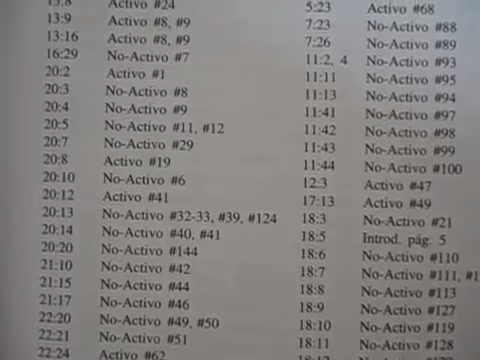 13:8 Activo #24
13:9 Activo #8, #9
13:16 Activo #8, #9
16:29 No-Activo #7
20:2 Activo #1
20:3 No-Activo #8
20:4 No-Activo #9
20:5 No-Activo #11, #12
20:7 No-Activo #29
20:8 Activo #19
20:10 No-Activo #6
20:12 Activo #41
20:13 No-Activo #32-33, #39, #124
20:14 No-Activo #40, #41
20:20 No-Activo #144
21:10 No-Activo #42
21:15 No-Activo #44
21:17 No-Activo #46
22:20 No-Activo #49, #50
22:21 No-Activo #51
22:24 Activo #62
5:23 Activo #68
7:23 No-Activo #88
7:26 No-Activo #89
11:2, 4 No-Activo #93
11:11 No-Activo #95
11:13 No-Activo #94
11:41 No-Activo #97
11:42 No-Activo #98
11:43 No-Activo #99
11:44 No-Activo #100
12:3 Activo #47
17:13 Activo #49
18:3 No-Activo #21
18:5 Introd. pág. 5
18:6 No-Activo #110
18:7 No-Activo #111,
18:8 No-Activo #113
18:9 No-Activo #127
18:10 No-Activo #119
18:11 No-Activo #128